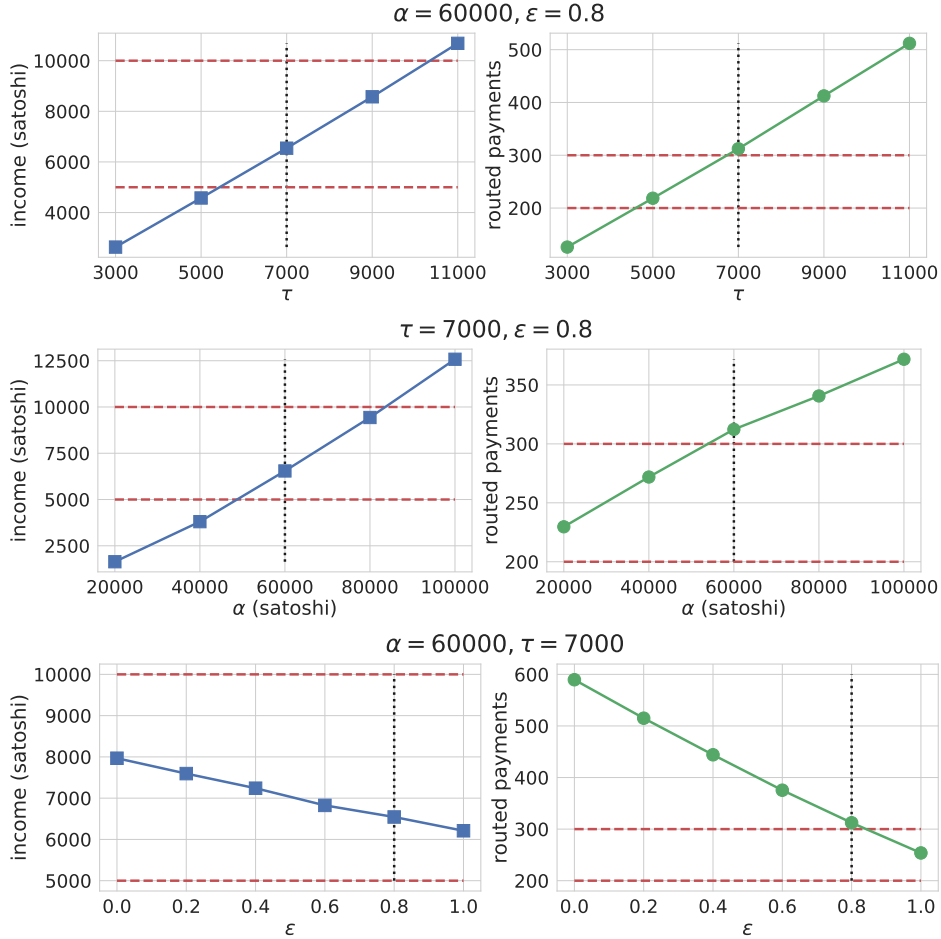 α = 60000, ε = 0.8
income (satoshi)
10000
8000
6000
4000
3000 5000 7000 9000 11000
τ
routed payments
500
400
300
200
3000 5000 7000 9000 11000
τ
τ = 7000, ε = 0.8
income (satoshi)
12500
10000
7500
5000
2500
20000 40000 60000 80000 100000
α (satoshi)
routed payments
350
300
250
200
20000 40000 60000 80000 100000
α (satoshi)
α = 60000, τ = 7000
income (satoshi)
10000
9000
8000
7000
6000
5000
0.0 0.2 0.4 0.6 0.8 1.0
ε
routed payments
600
500
400
300
200
0.0 0.2 0.4 0.6 0.8 1.0
ε